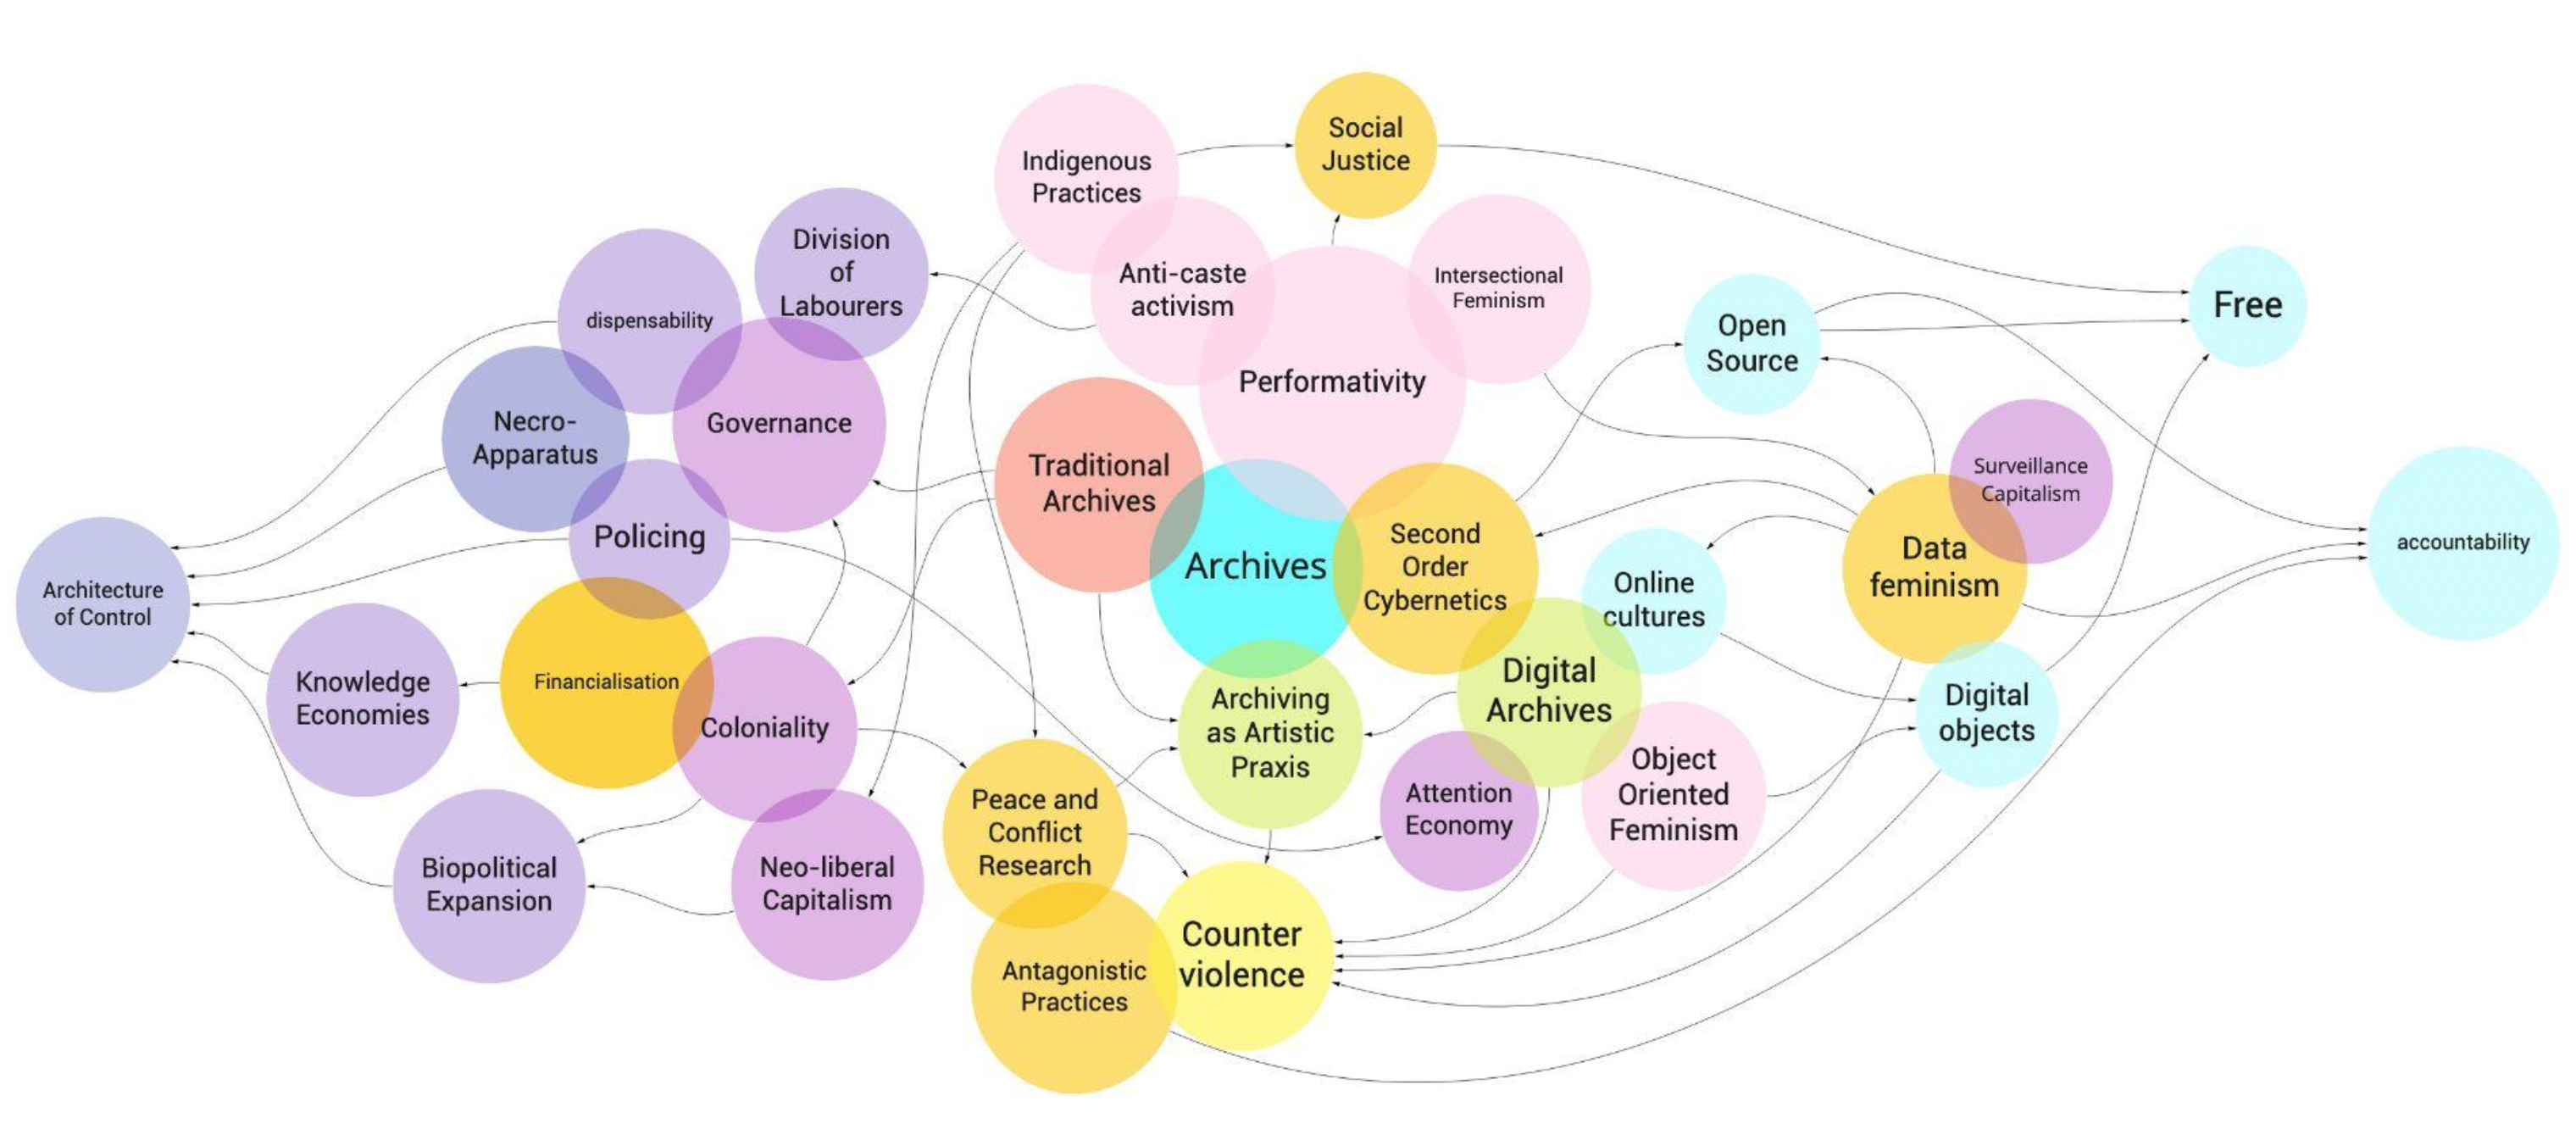 Social
Justice
Indigenous
Practices
Division
of
Labourers
Anti-caste
activism
Intersectional
Feminism
Free
dispensability
Open
Source
Performativity
Necro-
Apparatus
Governance
Traditional
Archives
Surveillance
Capitalism
Policing
Archives
Second
Order
Cybernetics
Data
feminism
accountability
Architecture
of Control
Online
cultures
Knowledge
Economies
Financialisation
Coloniality
Archiving
as Artistic
Praxis
Digital
Archives
Digital
objects
Peace and
Conflict
Research
Attention
Economy
Object
Oriented
Feminism
Biopolitical
Expansion
Neo-liberal
Capitalism
Counter
violence
Antagonistic
Practices